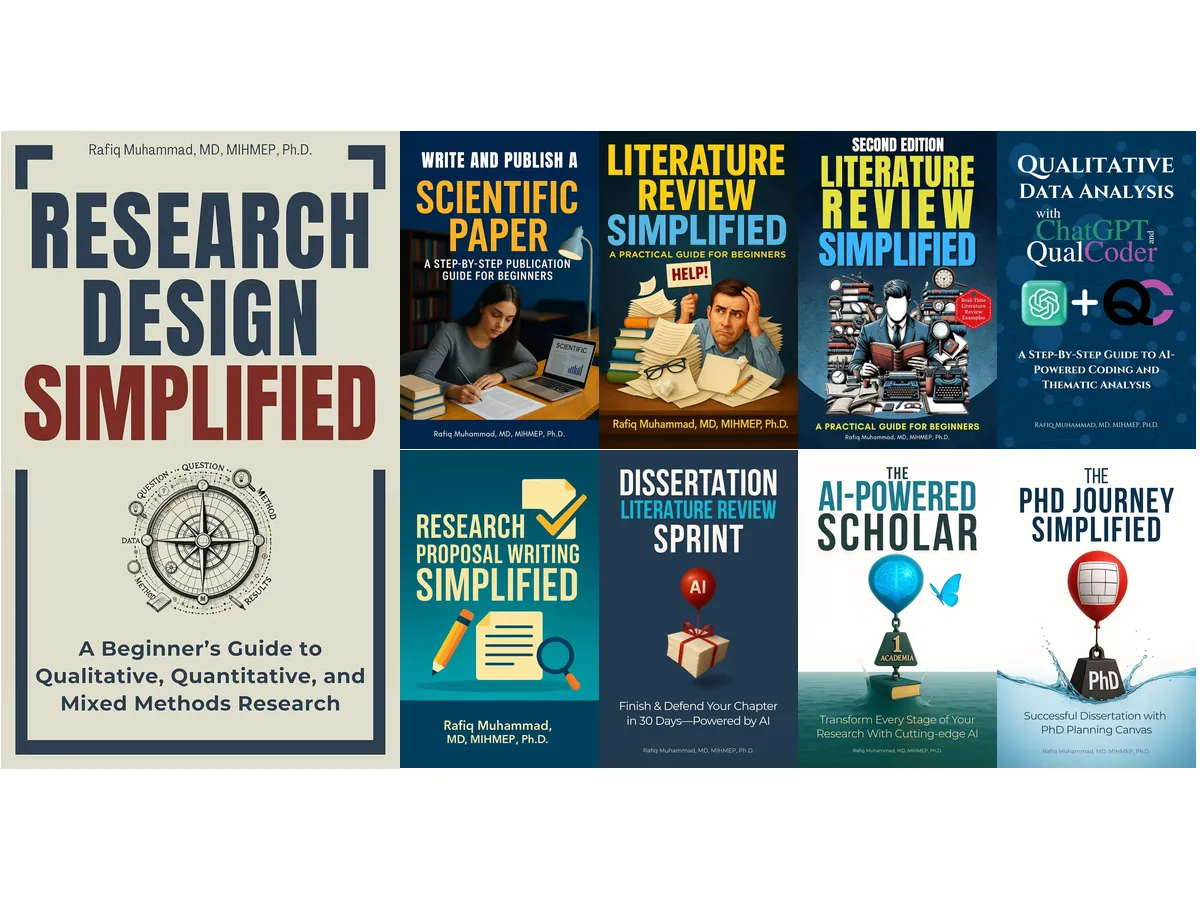 Rafiq Muhammad, MD, MIHMEP, Ph.D.
RESEARCH
DESIGN
SIMPLIFIED
QUESTION
QUESTION
METHOD
DATA
METHOD
RESULTS
M
A Beginner's Guide to
Qualitative, Quantitative, and
Mixed Methods Research
WRITE AND PUBLISH A
SCIENTIFIC
PAPER
A STEP-BY-STEP PUBLICATION
GUIDE FOR BEGINNERS
SCIENTIFIC
Rafiq Muhammad, MD, MIHMEP, Ph.D.
LITERATURE
REVIEW
SIMPLIFIED
A PRACTICAL GUIDE FOR BEGINNERS
HELP!
Rafiq Muhammad, MD, MIHMEP, Ph.D.
SECOND EDITION
LITERATURE
REVIEW
SIMPLIFIED
Real-Time
Literature
Review
Examples
A PRACTICAL GUIDE FOR BEGINNERS
Rafiq Muhammad, MD, MIHMEP, Ph.D.
QUALITATIVE
DATA ANALYSIS
with
ChatGPT
and
QualCoder
+ QC
A STEP-BY-STEP GUIDE TO AI-
POWERED CODING AND
THEMATIC ANALYSIS
RAFIQ MUHAMMAD, MD, MIHMEP, PH.D.
RESEARCH
PROPOSAL WRITING
SIMPLIFIED
Rafiq Muhammad,
MD, MIHMEP, Ph.D.
DISSERTATION
LITERATURE REVIEW
SPRINT
AI
Finish & Defend Your Chapter
in 30 Days—Powered by AI
Rafiq Muhammad, MD, MIHMEP, Ph.D.
THE
AI-POWERED
SCHOLAR
1
ACADEMIA
Transform Every Stage of Your
Research With Cutting-edge AI
Rafiq Muhammad, MD, MIHMEP, Ph.D.
THE
PHD JOURNEY
SIMPLIFIED
PhD
Successful Dissertation with
PhD Planning Canvas
Rafiq Muhammad, MD, MIHMEP, Ph.D.